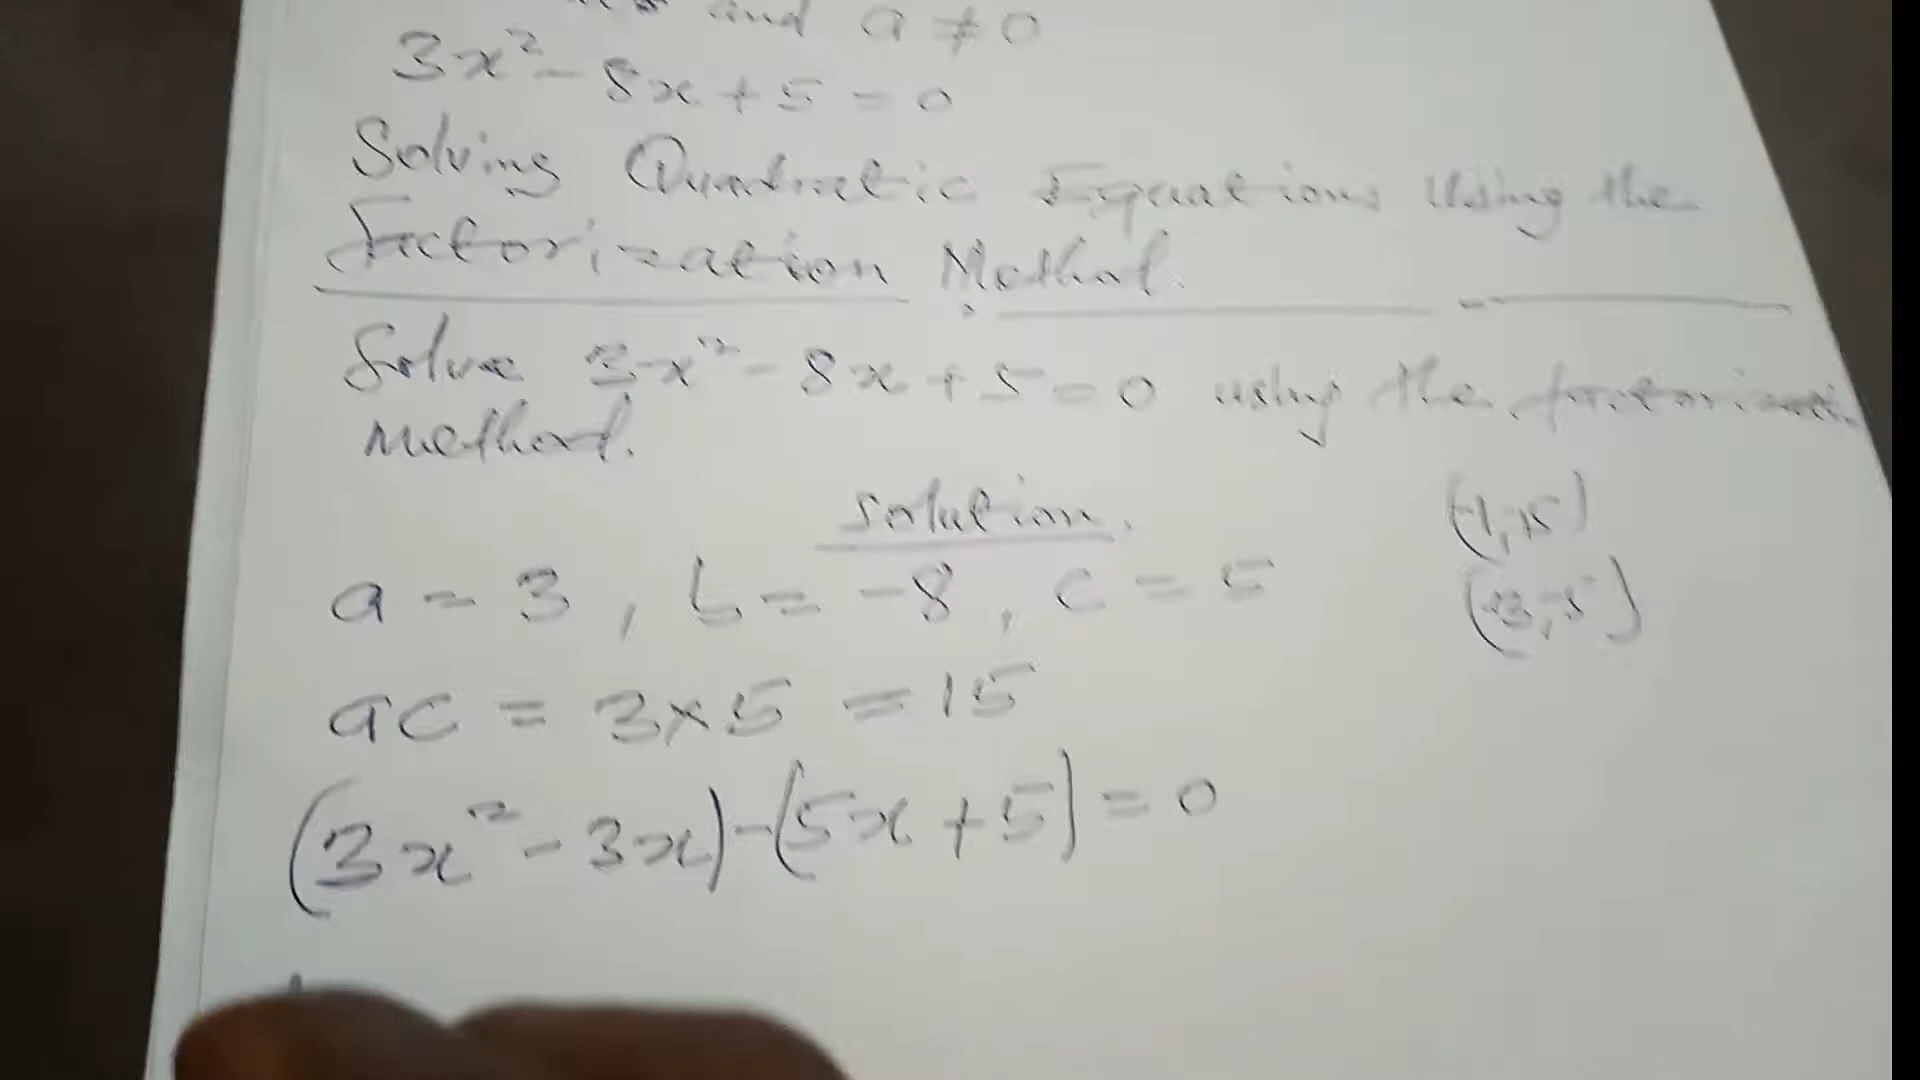 and a ≠ 0
3x² - 8x + 5 = 0
Solving Quadratic Equations Using the
Factorization Method.
Solve 3x² - 8x + 5 = 0 using the factorization
method.
solution.
(-1,-15)
a = 3 , b = -8 , c = 5
(-3,-5)
ac = 3×5 = 15
(3x² - 3x) - (5x + 5) = 0